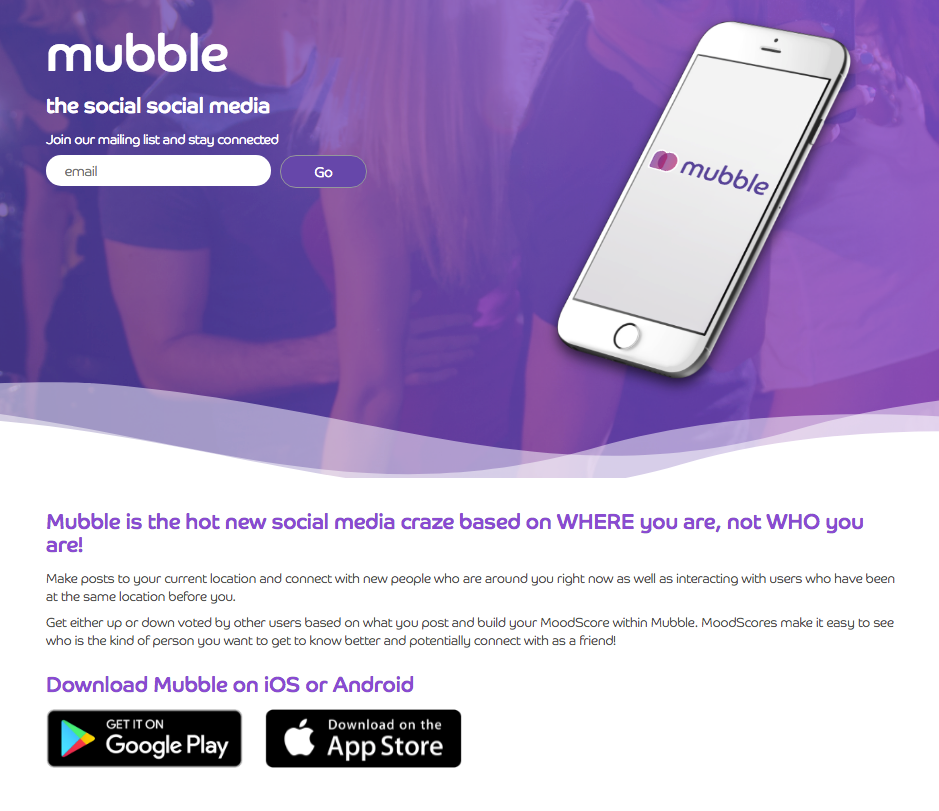 mubble
the social social media
Join our mailing list and stay connected
email
Go
mubble
Mubble is the hot new social media craze based on WHERE you are, not WHO you
are!
Make posts to your current location and connect with new people who are around you right now as well as interacting with users who have been
at the same location before you.
Get either up or down voted by other users based on what you post and build your MoodScore within Mubble. MoodScores make it easy to see
who is the kind of person you want to get to know better and potentially connect with as a friend!
Download Mubble on iOS or Android
GET IT ON
Google Play
Download on the
App Store